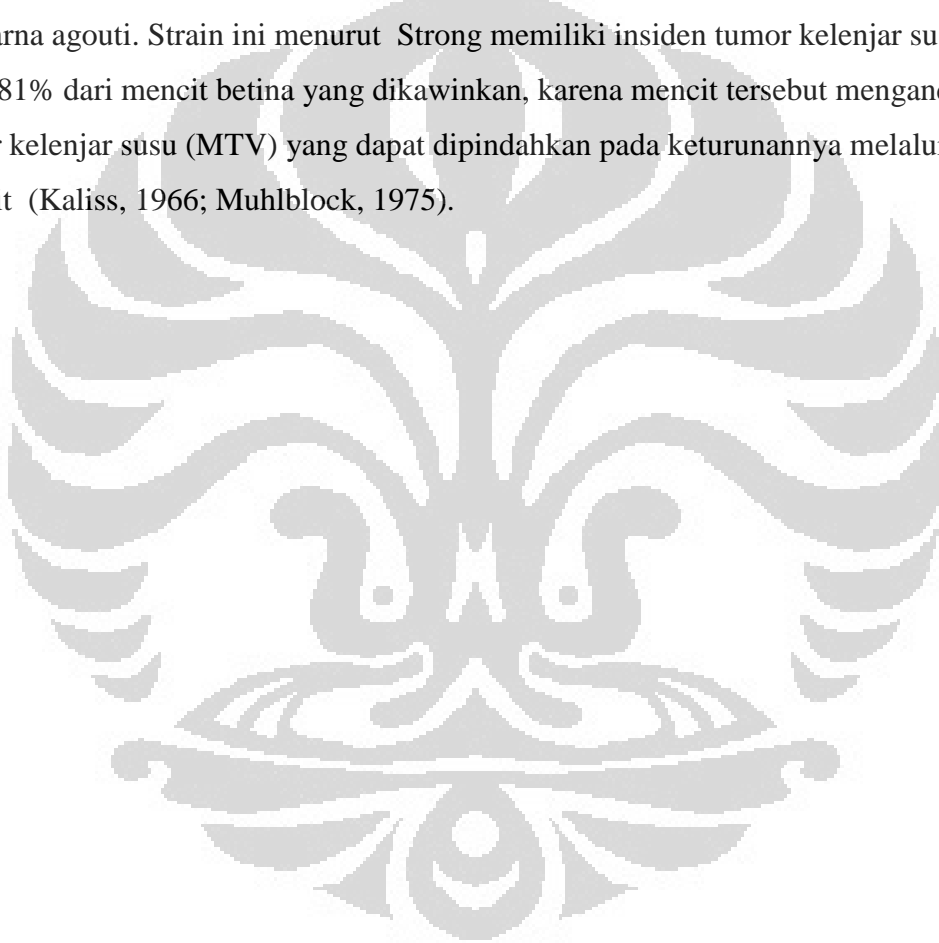 arna agouti. Strain ini menurut Strong memiliki insiden tumor kelenjar su
81% dari mencit betina yang dikawinkan, karena mencit tersebut mengand
r kelenjar susu (MTV) yang dapat dipindahkan pada keturunannya melalu
it (Kaliss, 1966; Muhlblock, 1975).